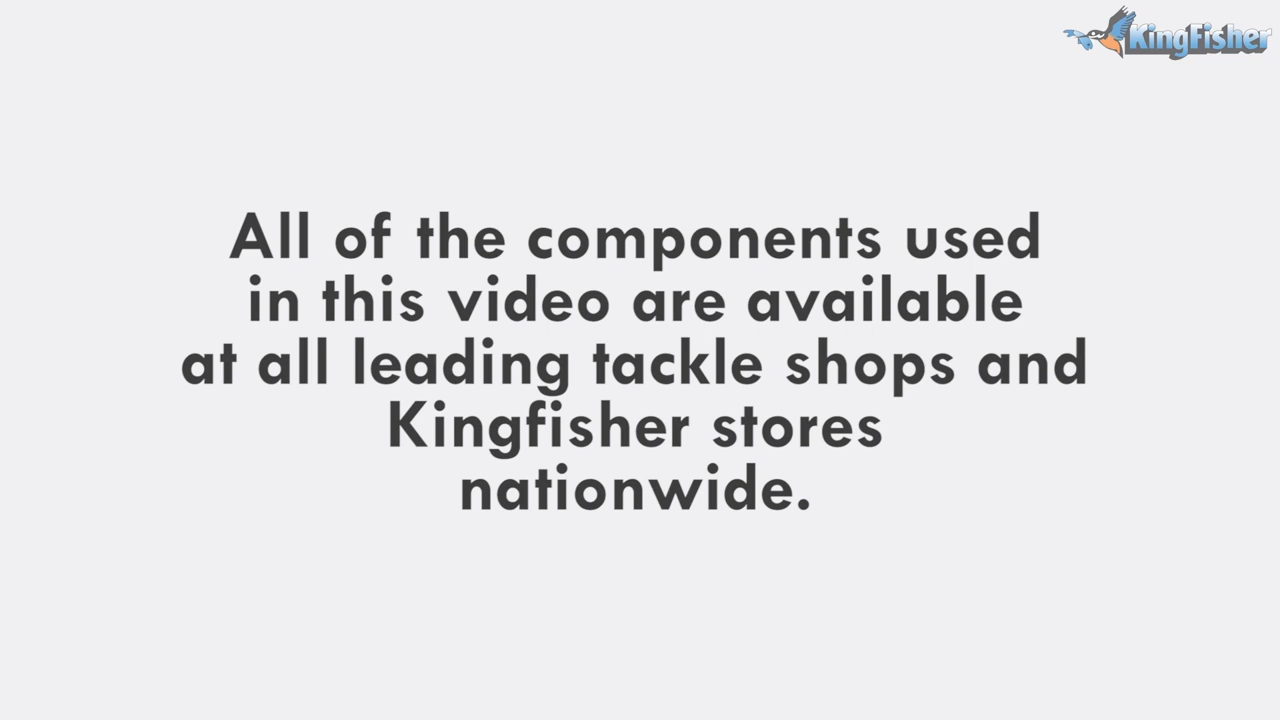 KingFisher
All of the components used
in this video are available
at all leading tackle shops and
Kingfisher stores
nationwide.